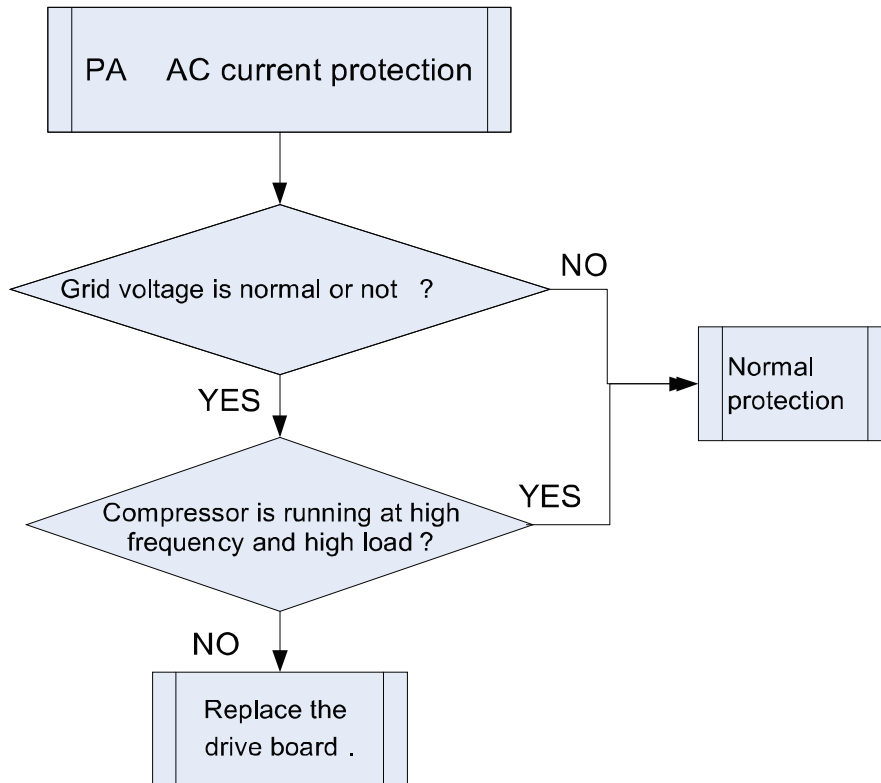 PA AC current protection
Grid voltage is normal or not ?
NO
YES
Normal
protection
Compressor is running at high
frequency and high load ?
YES
NO
Replace the
drive board .